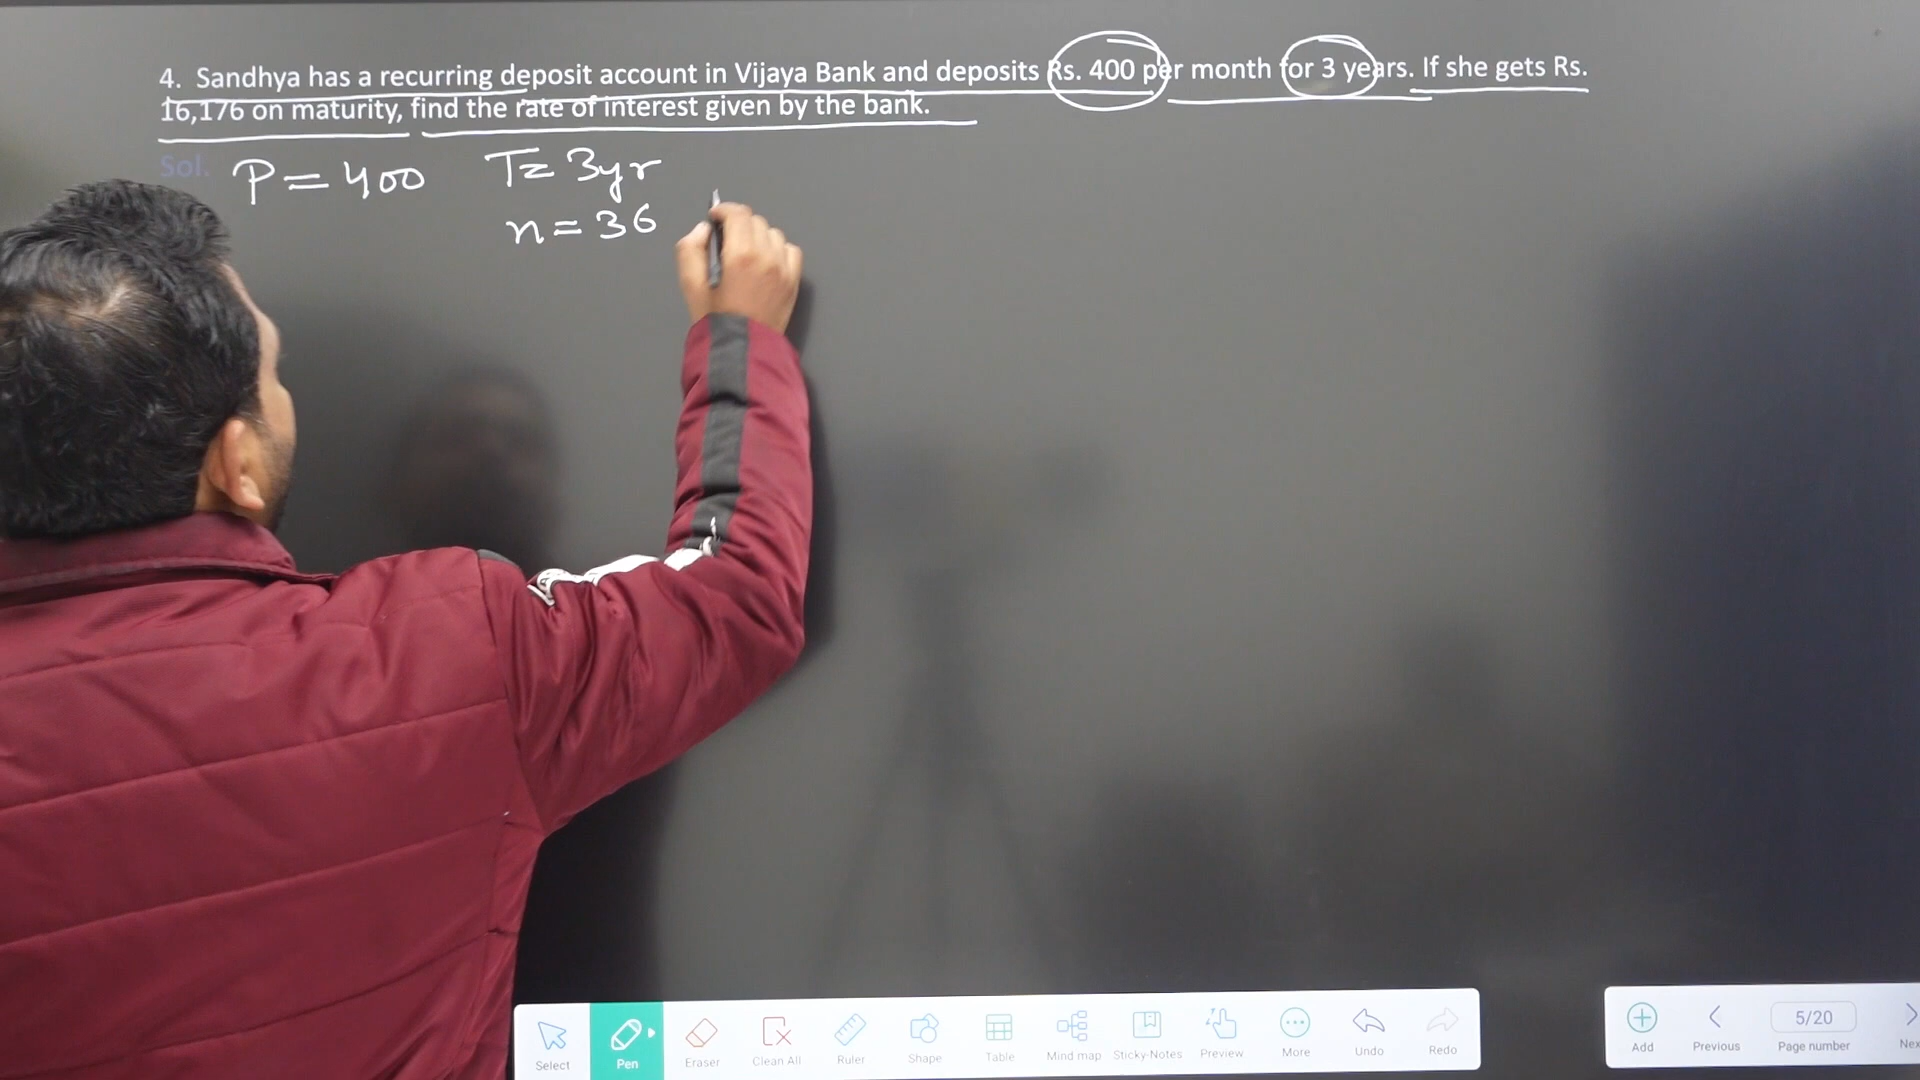 4. Sandhya has a recurring deposit account in Vijaya Bank and deposits Rs. 400 per month for 3 years. If she gets Rs.
16,176 on maturity, find the rate of interest given by the bank.
Sol. P = 400 T = 3yr
n = 36
Select Pen Eraser Clean All Ruler Shape Table Mind map Sticky-Notes Preview More Undo Redo
5/20
Add Previous Page number Nex